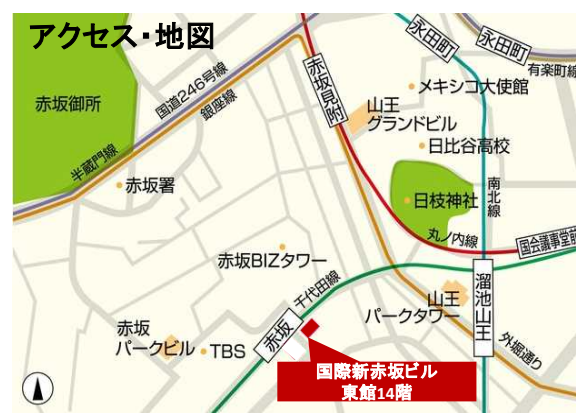 アクセス・地図
永田町
永田町
有楽町線
国道246号線
銀座線
赤坂見附
メキシコ大使館
赤坂御所
山王
グランドビル
日比谷高校
半蔵門線
赤坂署
日枝神社
南北線
丸ノ内線
国会議事堂前
赤坂BIZタワー
千代田線
溜池山王
山王
パークタワー
赤坂
赤坂
パークビル
TBS
外堀通り
国際新赤坂ビル
東館14階